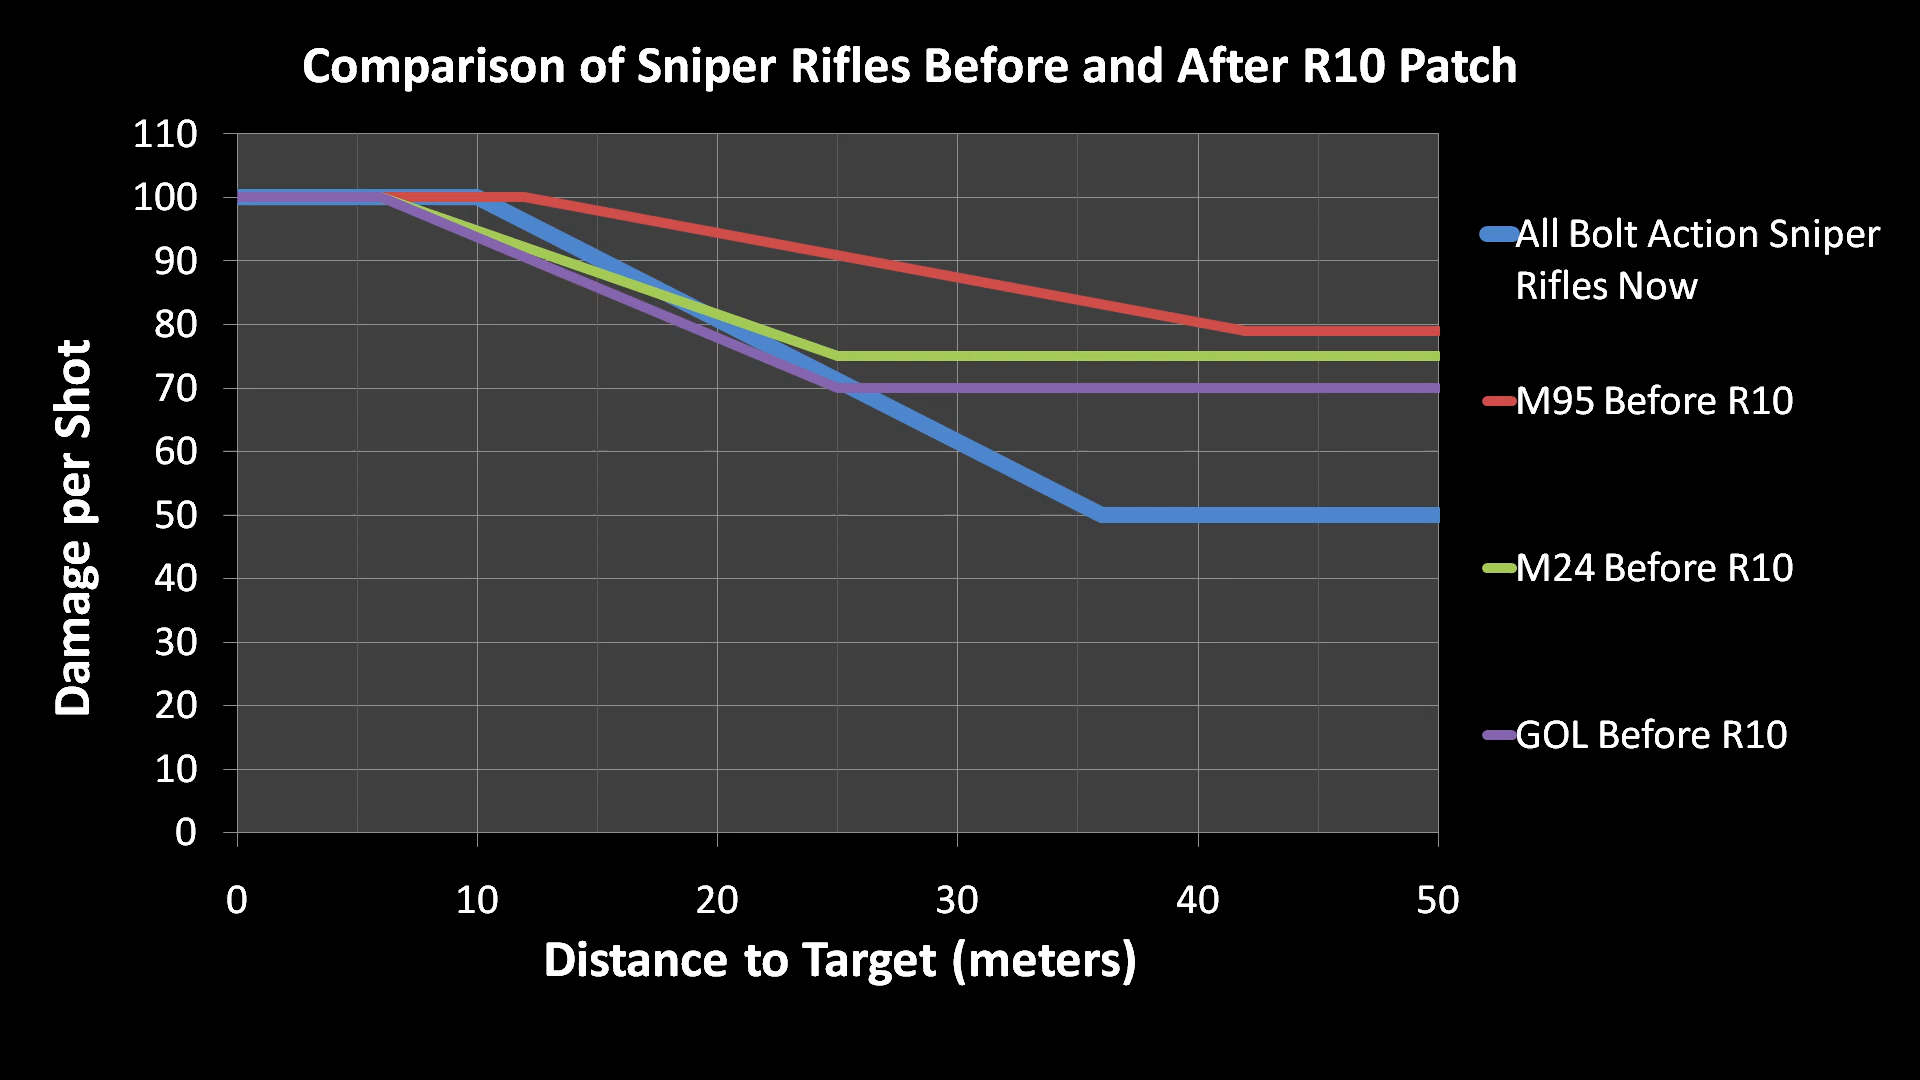 Comparison of Sniper Rifles Before and After R10 Patch
110
100
90
80
70
60
50
40
30
20
10
0
Damage per Shot
0 10 20 30 40 50
Distance to Target (meters)
All Bolt Action Sniper
Rifles Now
M95 Before R10
M24 Before R10
GOL Before R10